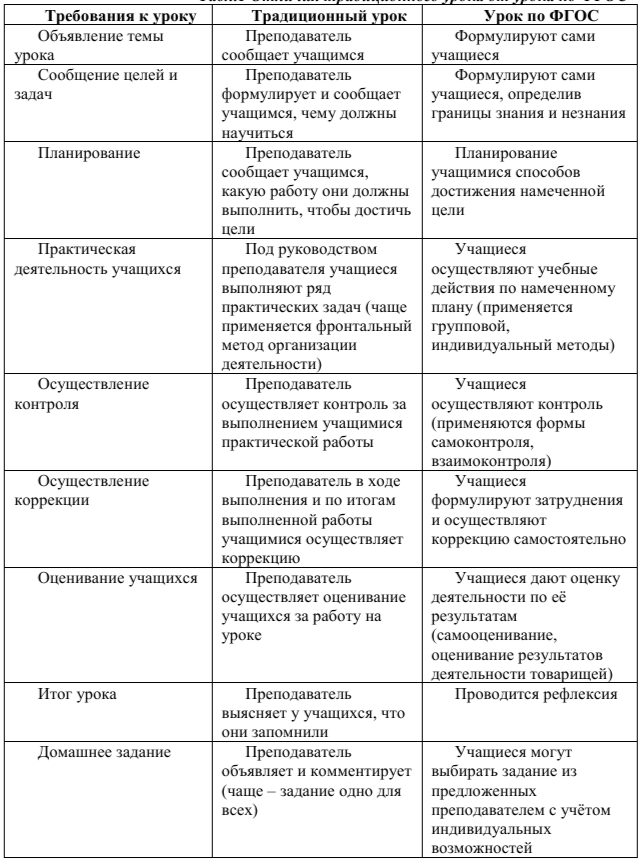 Требования к уроку
Традиционный урок
Урок по ФГОС
Объявление темы
урока
Преподаватель
сообщает учащимся
Формулируют сами
учащиеся
Сообщение целей и
задач
Преподаватель
формулирует и сообщает
учащимся, чему должны
научиться
Формулируют сами
учащиеся, определив
границы знания и незнания
Планирование
Преподаватель
сообщает учащимся,
какую работу они должны
выполнить, чтобы достичь
цели
Планирование
учащимися способов
достижения намеченной
цели
Практическая
деятельность учащихся
Под руководством
преподавателя учащиеся
выполняют ряд
практических задач (чаще
применяется фронтальный
метод организации
деятельности)
Учащиеся
осуществляют учебные
действия по намеченному
плану (применяется
групповой,
индивидуальный методы)
Осуществление
контроля
Преподаватель
осуществляет контроль за
выполнением учащимися
практической работы
Учащиеся
осуществляют контроль
(применяются формы
самоконтроля,
взаимоконтроля)
Осуществление
коррекции
Преподаватель в ходе
выполнения и по итогам
выполненной работы
учащимися осуществляет
коррекцию
Учащиеся
формулируют затруднения
и осуществляют
коррекцию самостоятельно
Оценивание учащихся
Преподаватель
осуществляет оценивание
учащихся за работу на
уроке
Учащиеся дают оценку
деятельности по её
результатам
(самооценивание,
оценивание результатов
деятельности товарищей)
Итог урока
Преподаватель
выясняет у учащихся, что
они запомнили
Проводится рефлексия
Домашнее задание
Преподаватель
объявляет и комментирует
(чаще – задание одно для
всех)
Учащиеся могут
выбирать задание из
предложенных
преподавателем с учётом
индивидуальных
возможностей